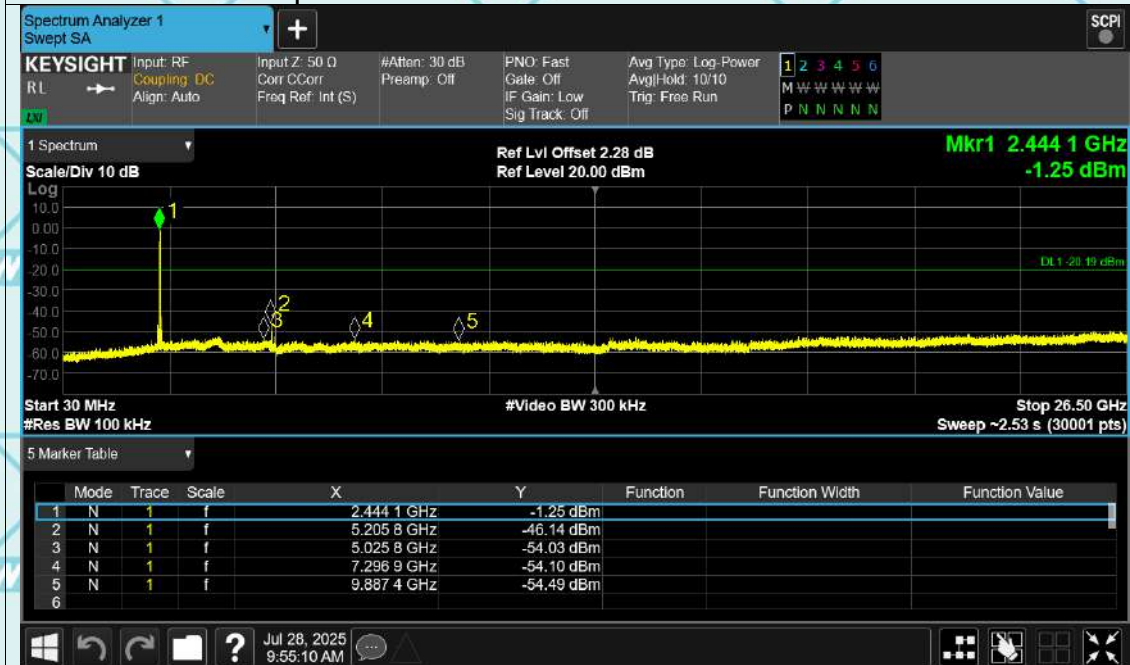 Spectrum Analyzer 1
Swept SA
+
SCPI
KEYSIGHT
RL
LXI
Input: RF
Coupling: DC
Align: Auto
Input Z: 50 Ω
Corr CCorr
Freq Ref: Int (S)
#Atten: 30 dB
Preamp: Off
PNO: Fast
Gate: Off
IF Gain: Low
Sig Track: Off
Avg Type: Log-Power
Avg|Hold: 10/10
Trig: Free Run
1 2 3 4 5 6
M W W W W W
P N N N N N
1 Spectrum
Scale/Div 10 dB
Ref Lvl Offset 2.28 dB
Ref Level 20.00 dBm
Mkr1 2.444 1 GHz
-1.25 dBm
Log
10.0
0.00
-10.0
-20.0
-30.0
-40.0
-50.0
-60.0
-70.0
1
2
3
4
5
DL1 -20.19 dBm
Start 30 MHz
#Video BW 300 kHz
Stop 26.50 GHz
#Res BW 100 kHz
Sweep ~2.53 s (30001 pts)
5 Marker Table
Mode Trace Scale X Y Function Function Width Function Value
1 N 1 f 2.444 1 GHz -1.25 dBm
2 N 1 f 5.205 8 GHz -46.14 dBm
3 N 1 f 5.025 8 GHz -54.03 dBm
4 N 1 f 7.296 9 GHz -54.10 dBm
5 N 1 f 9.887 4 GHz -54.49 dBm
6
?
Jul 28, 2025
9:55:10 AM